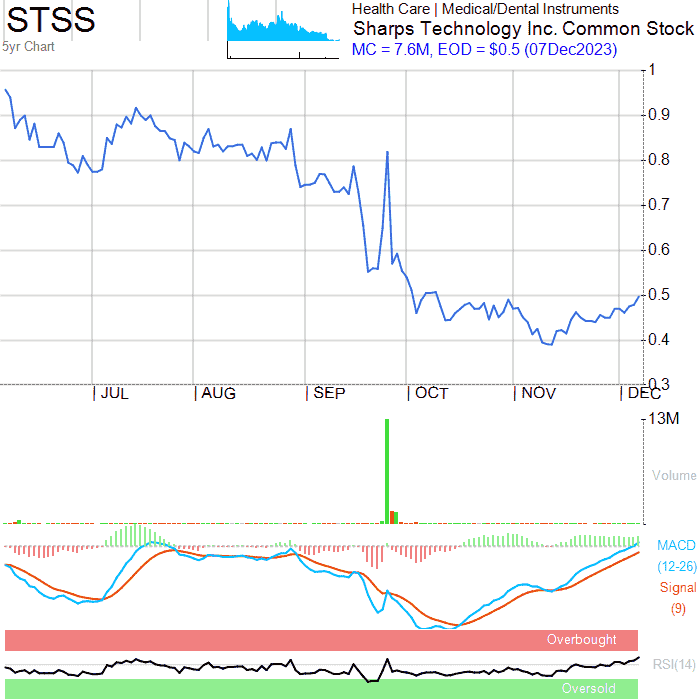 STSS
5yr Chart
Health Care | Medical/Dental Instruments
Sharps Technology Inc. Common Stock
MC = 7.6M, EOD = $0.5 (07Dec2023)
1
0.9
0.8
0.7
0.6
0.5
0.4
0.3
JUL AUG SEP OCT NOV DEC
13M
Volume
MACD
(12-26)
Signal
(9)
Overbought
RSI(14)
Oversold